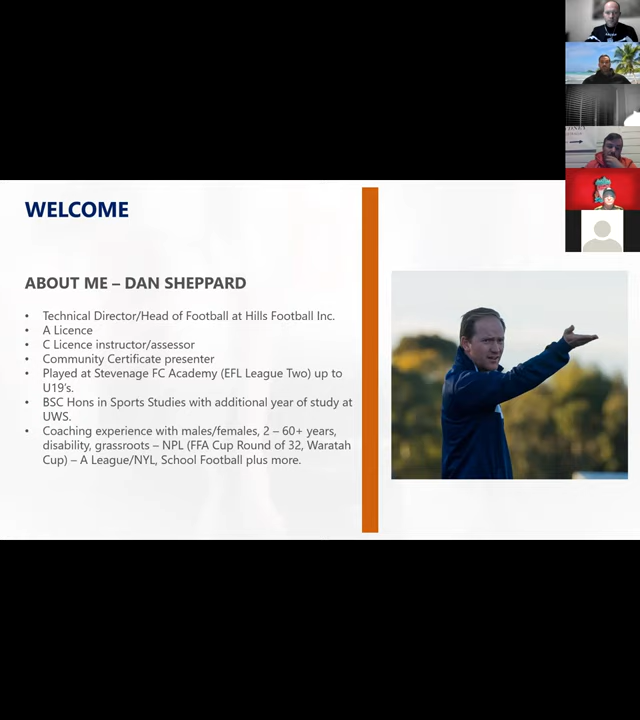 WELCOME
ABOUT ME – DAN SHEPPARD
• Technical Director/Head of Football at Hills Football Inc.
• A Licence
• C Licence instructor/assessor
• Community Certificate presenter
• Played at Stevenage FC Academy (EFL League Two) up to
U19's.
• BSC Hons in Sports Studies with additional year of study at
UWS.
• Coaching experience with males/females, 2 – 60+ years,
disability, grassroots – NPL (FFA Cup Round of 32, Waratah
Cup) – A League/NYL, School Football plus more.